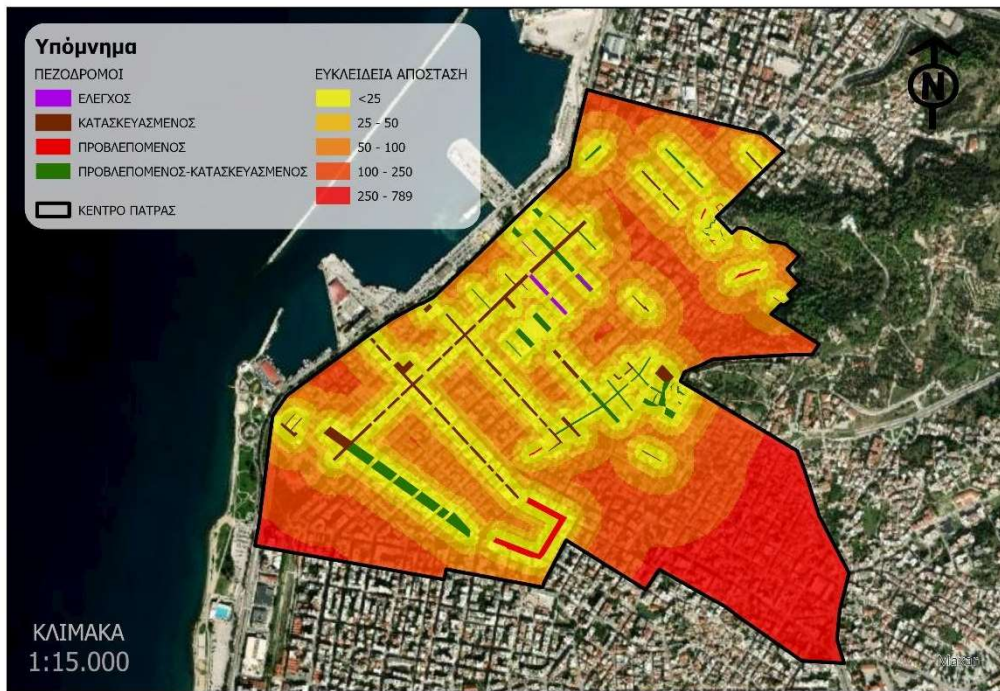 Υπόμνημα
ΠΕΖΟΔΡΟΜΟΙ
ΕΛΕΓΧΟΣ
ΚΑΤΑΣΚΕΥΑΣΜΕΝΟΣ
ΠΡΟΒΛΕΠΟΜΕΝΟΣ
ΠΡΟΒΛΕΠΟΜΕΝΟΣ-ΚΑΤΑΣΚΕΥΑΣΜΕΝΟΣ
ΚΕΝΤΡΟ ΠΑΤΡΑΣ
ΕΥΚΛΕΙΔΕΙΑ ΑΠΟΣΤΑΣΗ
<25
25 - 50
50 - 100
100 - 250
250 - 789
N
ΚΛΙΜΑΚΑ
1:15.000